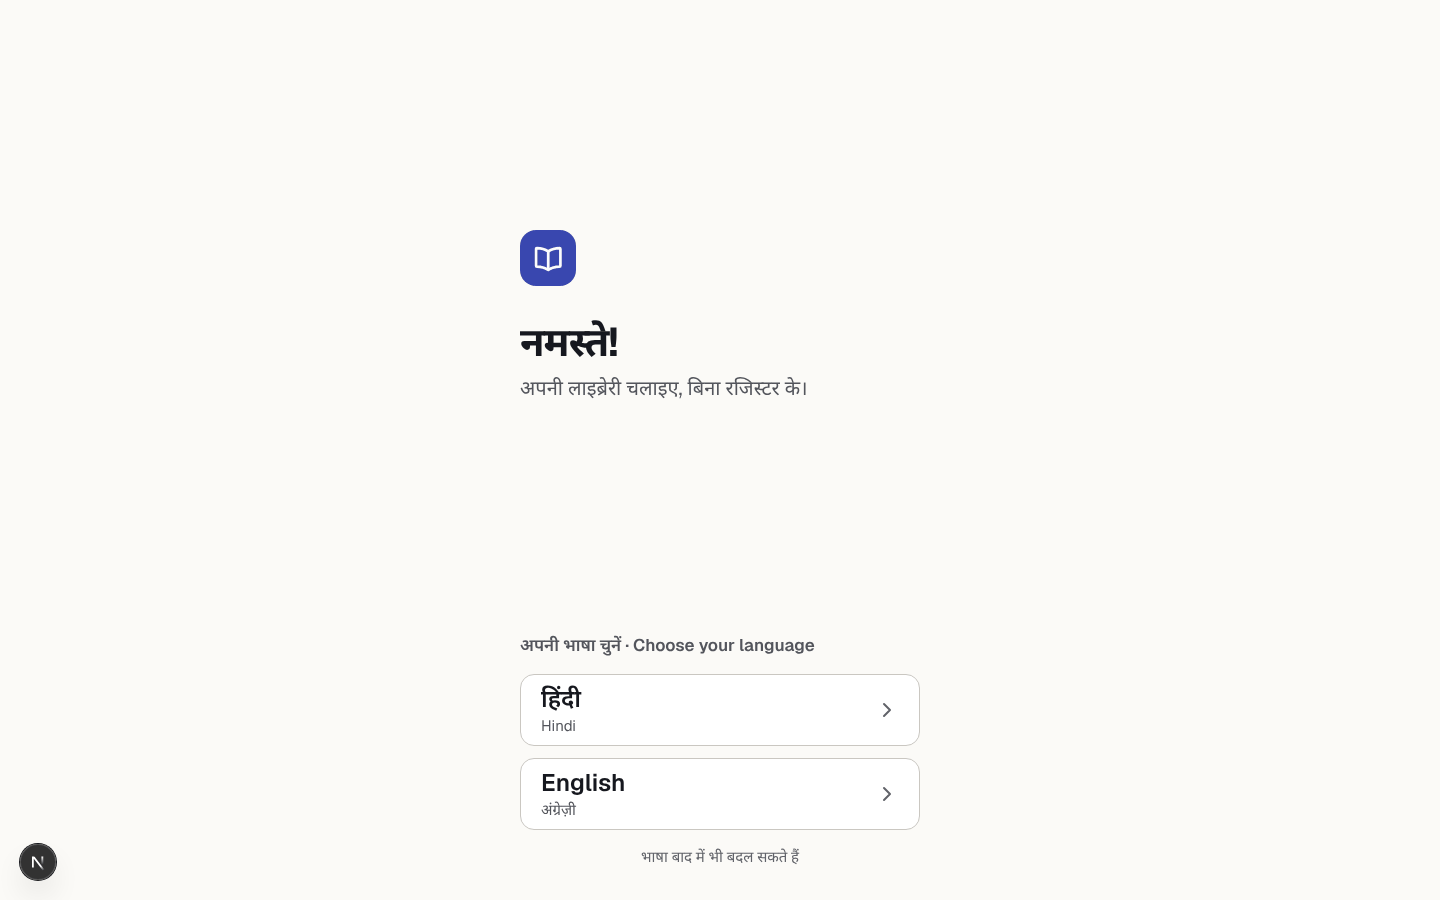 नमस्ते!
अपनी लाइब्रेरी चलाइए, बिना रजिस्टर के।
अपनी भाषा चुनें · Choose your language
हिंदी
Hindi
English
अंग्रेज़ी
भाषा बाद में भी बदल सकते हैं
N